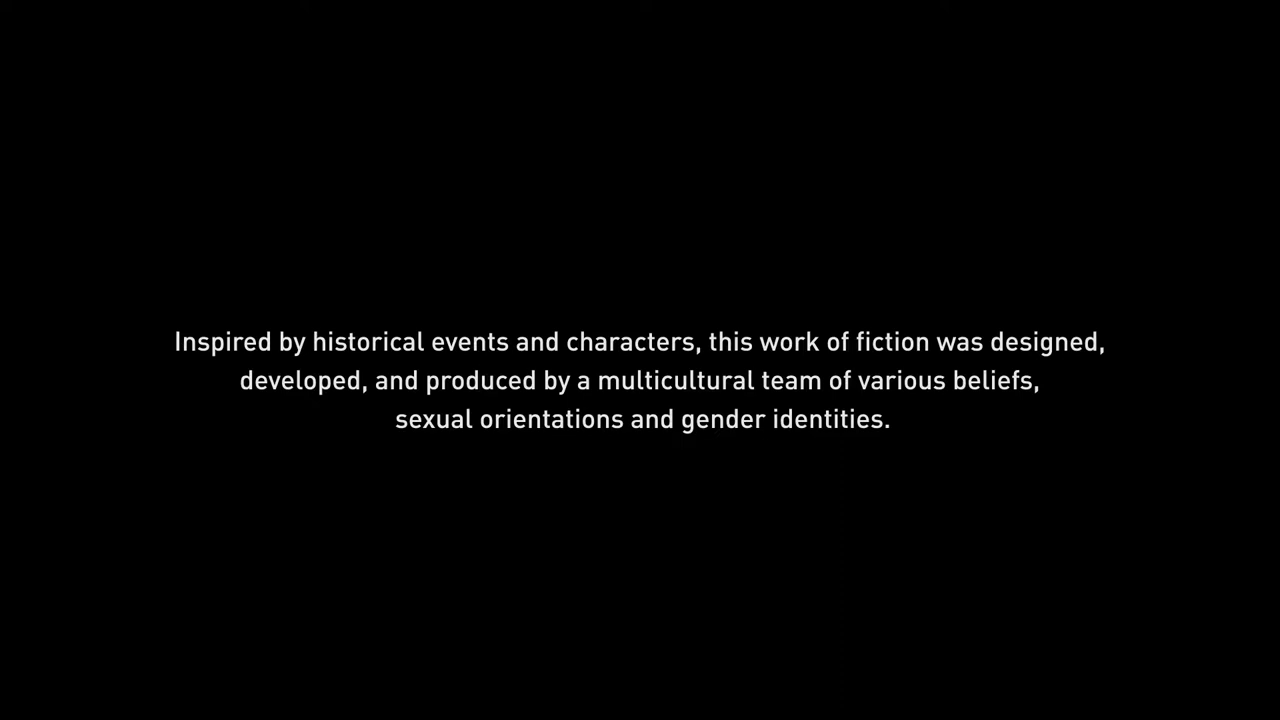 Inspired by historical events and characters, this work of fiction was designed,
developed, and produced by a multicultural team of various beliefs,
sexual orientations and gender identities.